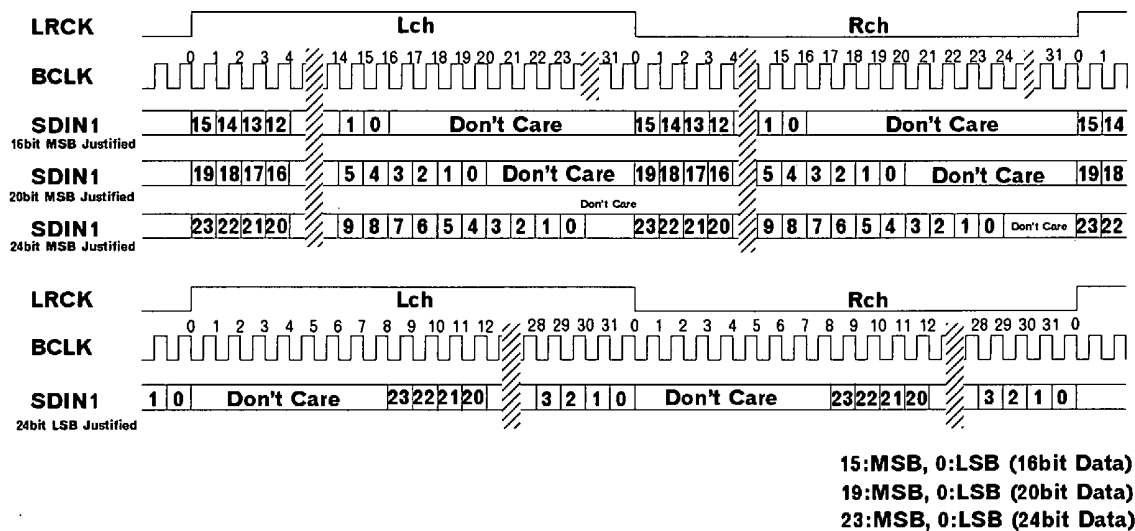 LRCK Lch Rch
0 1 2 3 4 14 15 16 17 18 19 20 21 22 23 31 0 1 2 3 4 15 16 17 18 19 20 21 22 23 24 31 0 1
BCLK
SDIN1 15 14 13 12 1 0 Don't Care 15 14 13 12 1 0 Don't Care 15 14
16bit MSB Justified
SDIN1 19 18 17 16 5 4 3 2 1 0 Don't Care 19 18 17 16 5 4 3 2 1 0 Don't Care 19 18
20bit MSB Justified
Don't Care
SDIN1 23 22 21 20 9 8 7 6 5 4 3 2 1 0 23 22 21 20 9 8 7 6 5 4 3 2 1 0 Don't Care 23 22
24bit MSB Justified
LRCK Lch Rch
0 1 2 3 4 5 6 7 8 9 10 11 12 28 29 30 31 0 1 2 3 4 5 6 7 8 9 10 11 12 28 29 30 31 0
BCLK
SDIN1 1 0 Don't Care 23 22 21 20 3 2 1 0 Don't Care 23 22 21 20 3 2 1 0
24bit LSB Justified
15:MSB, 0:LSB (16bit Data)
19:MSB, 0:LSB (20bit Data)
23:MSB, 0:LSB (24bit Data)